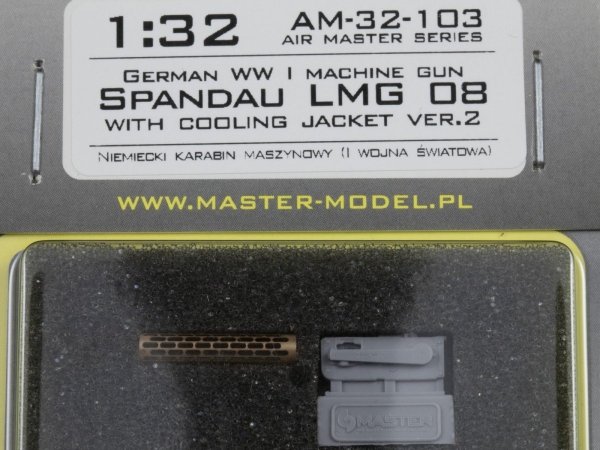 1:32 AM-32-103
AIR MASTER SERIES
GERMAN WW I MACHINE GUN
SPANDAU LMG 08
WITH COOLING JACKET VER.2
NIEMIECKI KARABIN MASZYNOWY (I WOJNA ŚWIATOWA)
WWW.MASTER-MODEL.PL
MASTER